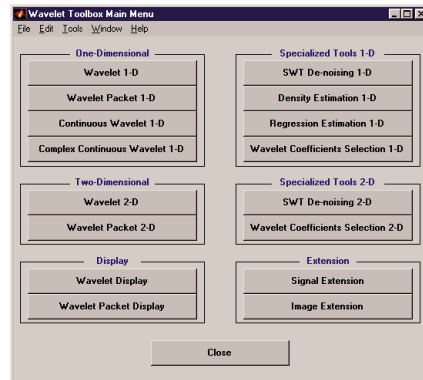 Wavelet Toolbox Main Menu
File Edit Tools Window Help
One-Dimensional
Wavelet 1-D
Wavelet Packet 1-D
Continuous Wavelet 1-D
Complex Continuous Wavelet 1-D
Specialized Tools 1-D
SWT De-noising 1-D
Density Estimation 1-D
Regression Estimation 1-D
Wavelet Coefficients Selection 1-D
Two-Dimensional
Wavelet 2-D
Wavelet Packet 2-D
Specialized Tools 2-D
SWT De-noising 2-D
Wavelet Coefficients Selection 2-D
Display
Wavelet Display
Wavelet Packet Display
Extension
Signal Extension
Image Extension
Close